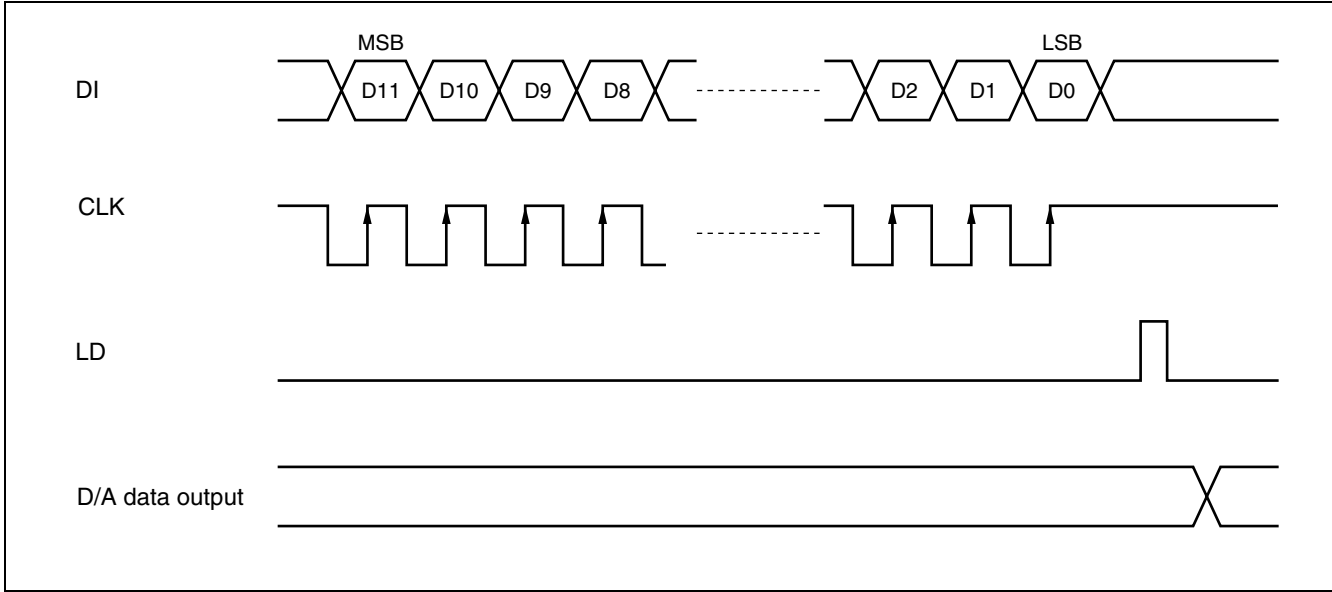 MSB LSB
DI D11 D10 D9 D8 D2 D1 D0
CLK
LD
D/A data output